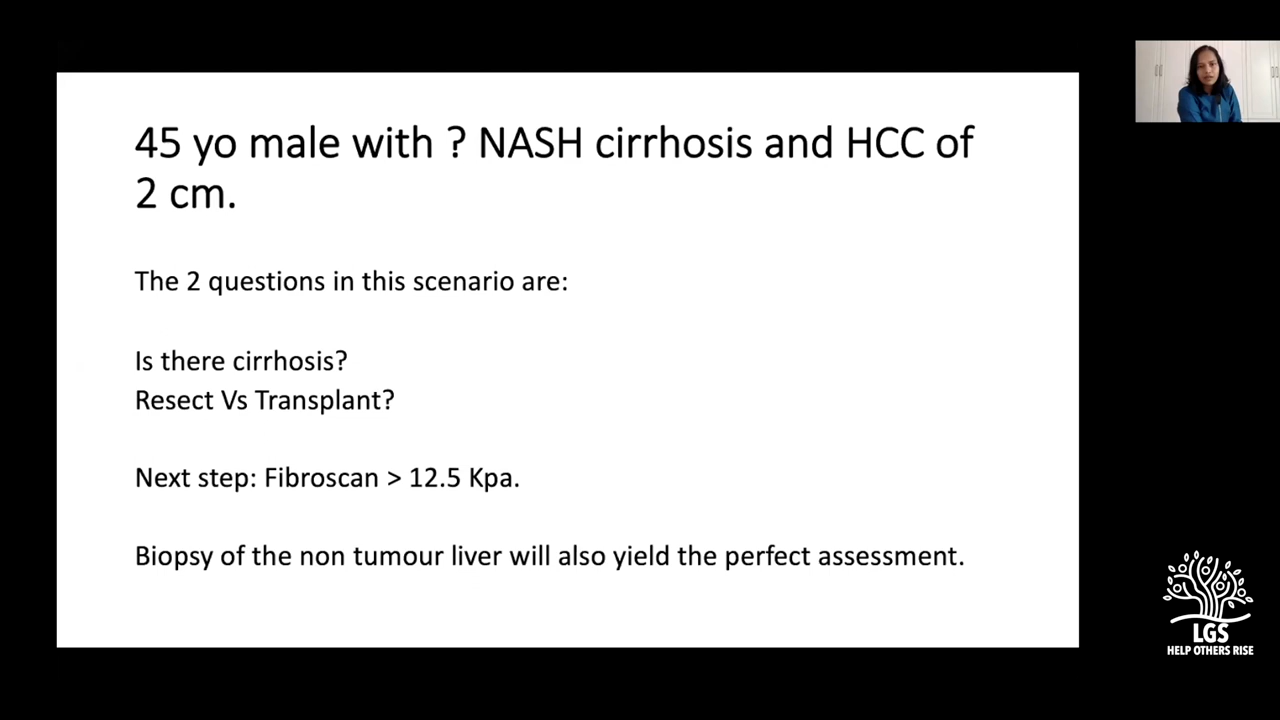 45 yo male with ? NASH cirrhosis and HCC of
2 cm.
The 2 questions in this scenario are:
Is there cirrhosis?
Resect Vs Transplant?
Next step: Fibroscan > 12.5 Kpa.
Biopsy of the non tumour liver will also yield the perfect assessment.
LGS
HELP OTHERS RISE